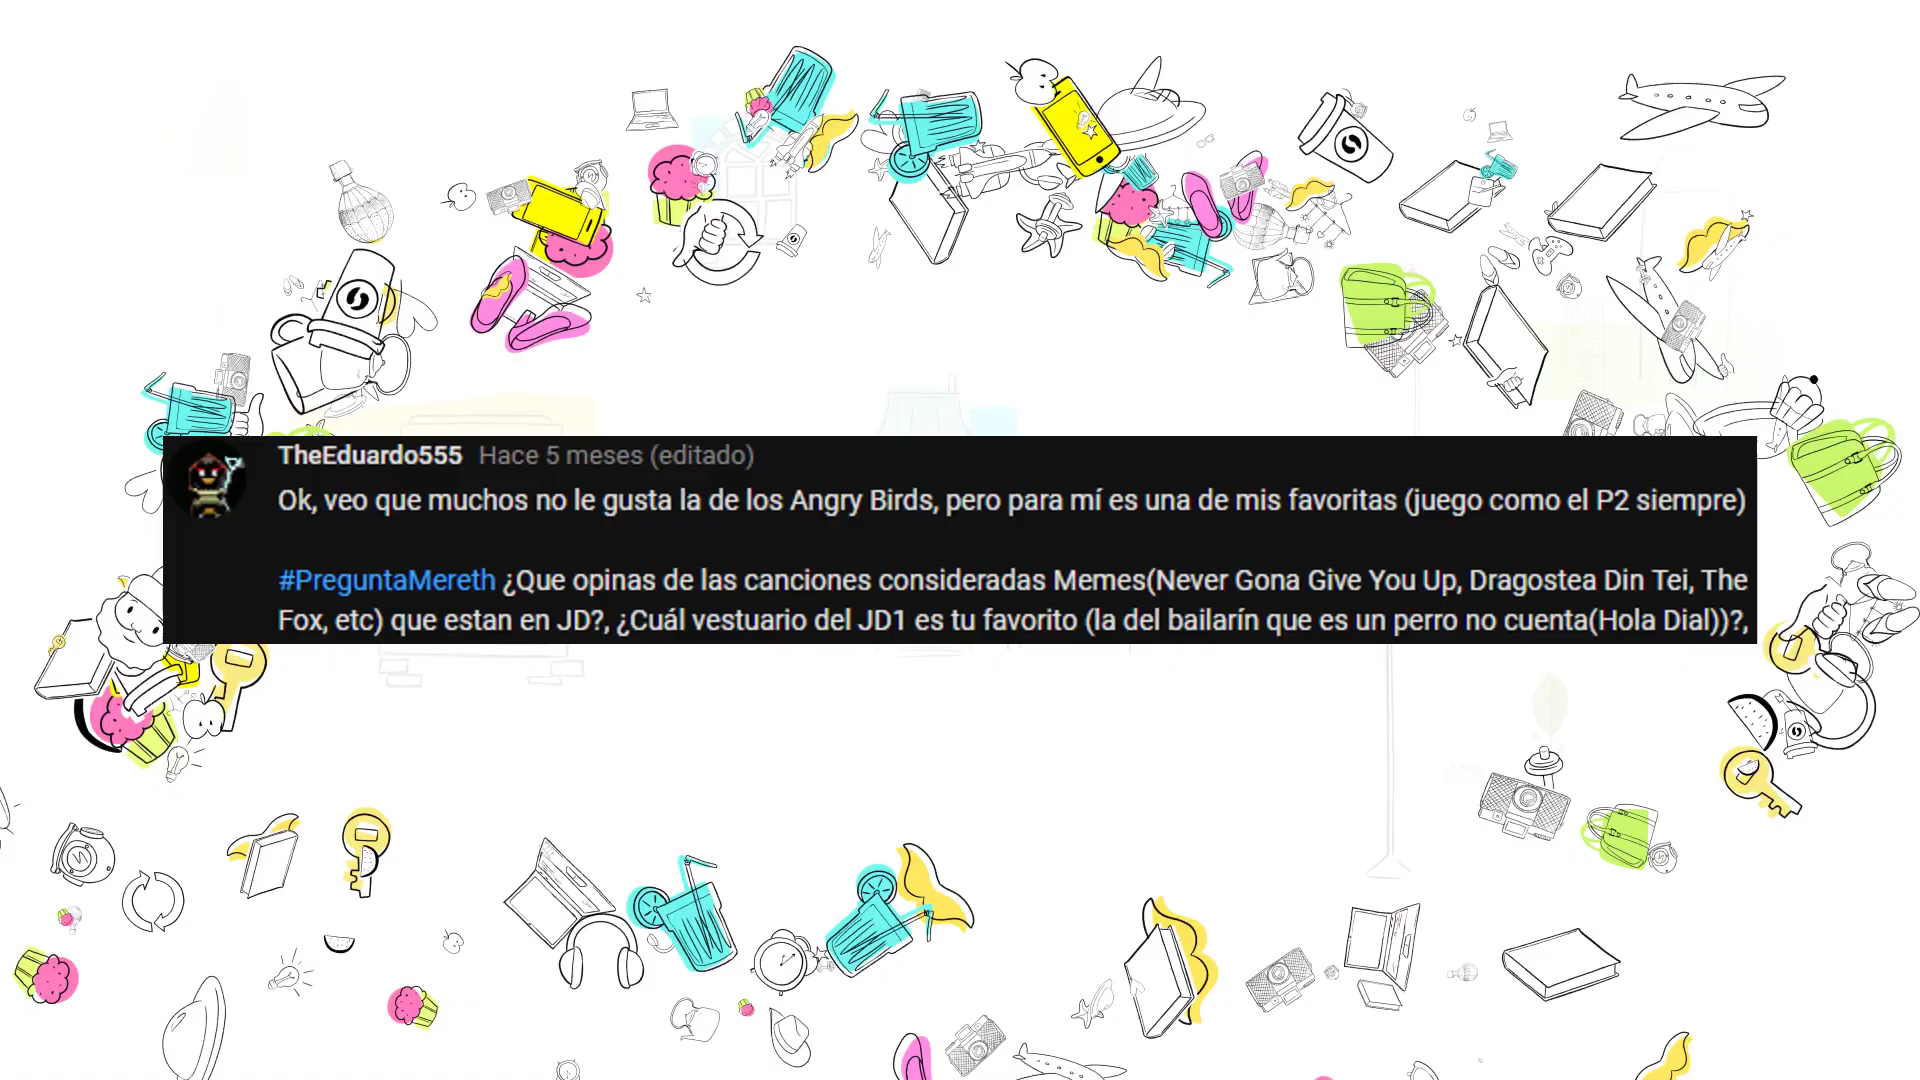 TheEduardo555 Hace 5 meses (editado)
Ok, veo que muchos no le gusta la de los Angry Birds, pero para mí es una de mis favoritas (juego como el P2 siempre)
#PreguntaMereth ¿Que opinas de las canciones consideradas Memes(Never Gona Give You Up, Dragostea Din Tei, The
Fox, etc) que estan en JD?, ¿Cuál vestuario del JD1 es tu favorito (la del bailarín que es un perro no cuenta(Hola Dial))?,